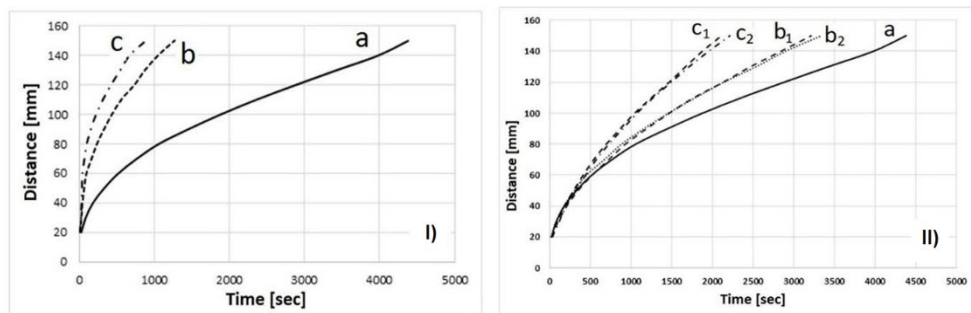 160
140
120
100
80
60
40
20
0
Distance [mm]
c
b
a
I)
0 1000 2000 3000 4000 5000
Time [sec]
160
140
120
100
80
60
40
20
0
Distance [mm]
c1 c2 b1 b2 a
II)
0 500 1000 1500 2000 2500 3000 3500 4000 4500 5000
Time [sec]